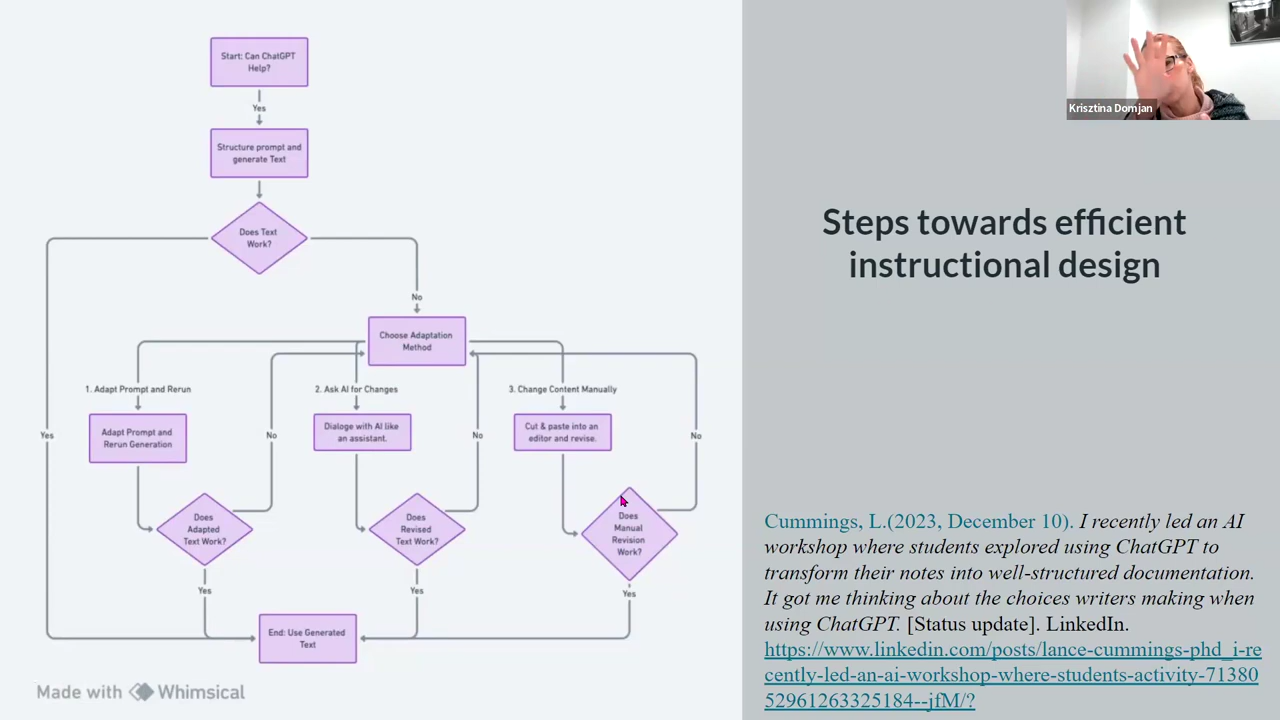 Start: Can ChatGPT
Help?
Yes
Structure prompt and
generate Text
Does Text
Work?
No
Choose Adaptation
Method
1. Adapt Prompt and Rerun
2. Ask AI for Changes
3. Change Content Manually
Adapt Prompt and
Rerun Generation
Dialoge with AI like
an assistant.
Cut & paste into an
editor and revise.
Yes
No
No
No
Does
Adapted
Text Work?
Does
Revised
Text Work?
Does
Manual
Revision
Work?
Yes
Yes
Yes
End: Use Generated
Text
Made with Whimsical
Krisztina Domjan
Steps towards efficient
instructional design
Cummings, L.(2023, December 10). I recently led an AI
workshop where students explored using ChatGPT to
transform their notes into well-structured documentation.
It got me thinking about the choices writers making when
using ChatGPT. [Status update]. LinkedIn.
https://www.linkedin.com/posts/lance-cummings-phd_i-re
cently-led-an-ai-workshop-where-students-activity-71380
52961263325184--jfM/?